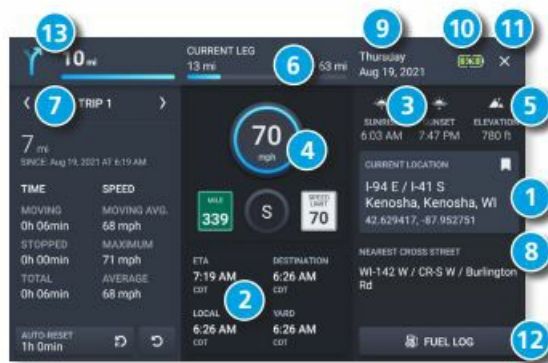 13
10 mi
CURRENT LEG
13 mi
6
63 mi
9
Thursday
Aug 19, 2021
10
11
7
TRIP 1
7 mi
SINCE: Aug 19, 2021 AT 6:19 AM
TIME SPEED
MOVING MOVING AVG.
0h 06min 68 mph
STOPPED MAXIMUM
0h 00min 71 mph
TOTAL AVERAGE
0h 06min 68 mph
AUTO-RESET
1h 0min
70
mph
4
MILE
339
S
SPEED
LIMIT
70
ETA DESTINATION
7:19 AM 6:26 AM
CDT CDT
2
LOCAL YARD
6:26 AM 6:26 AM
CDT CDT
3
5
ELEVATION
6:03 AM 7:47 PM 780 ft
CURRENT LOCATION
I-94 E / I-41 S
Kenosha, Kenosha, WI
42.629417, -87.952751
1
NEAREST CROSS STREET
8
WI-142 W / CR-S W / Burlington
Rd
FUEL LOG
12